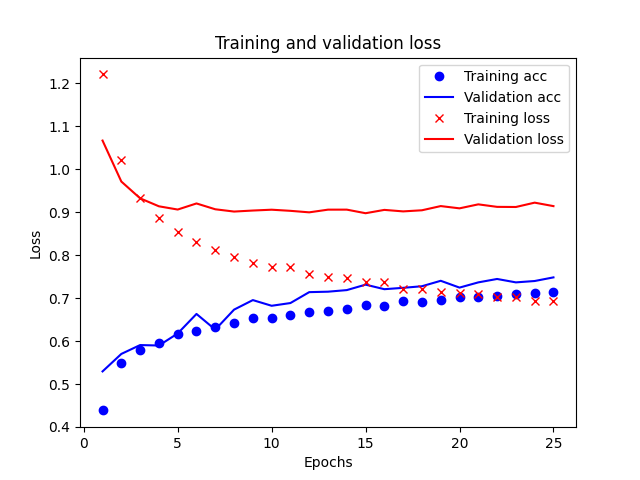 Training and validation loss
Training acc
Validation acc
Training loss
Validation loss
1.2
1.1
1.0
0.9
0.8
0.7
0.6
0.5
0.4
Loss
0 5 10 15 20 25
Epochs